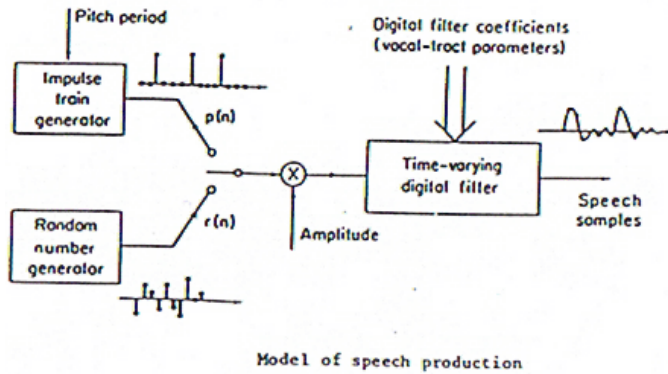 Pitch period
Impulse
train
generator
p(n)
Digital filter coefficients
(vocal-tract parameters)
X
Time-varying
digital filter
Speech
samples
Amplitude
r(n)
Random
number
generator
Model of speech production